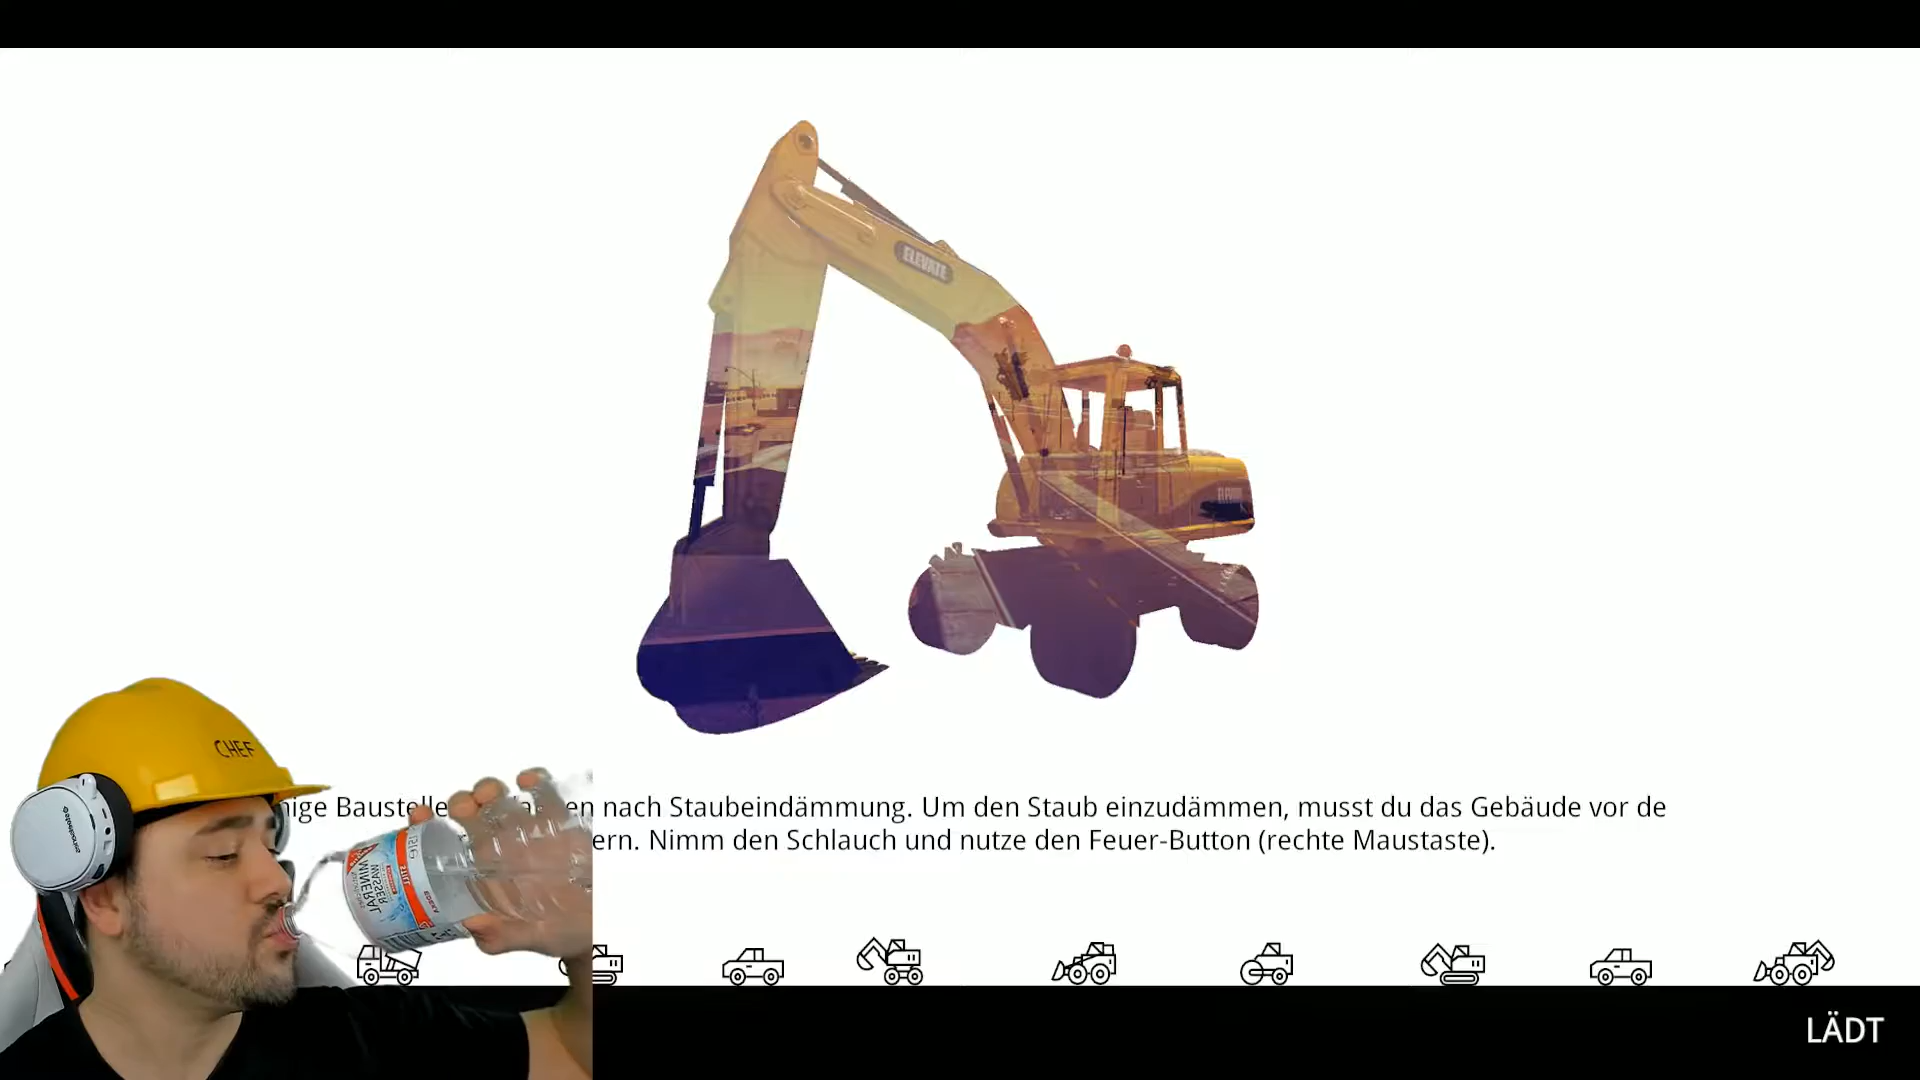 ELEVATE
CHEF
nige Baustelle en nach Staubeindämmung. Um den Staub einzudämmen, musst du das Gebäude vor de
ern. Nimm den Schlauch und nutze den Feuer-Button (rechte Maustaste).
MINERAL
WASSER
LÄDT